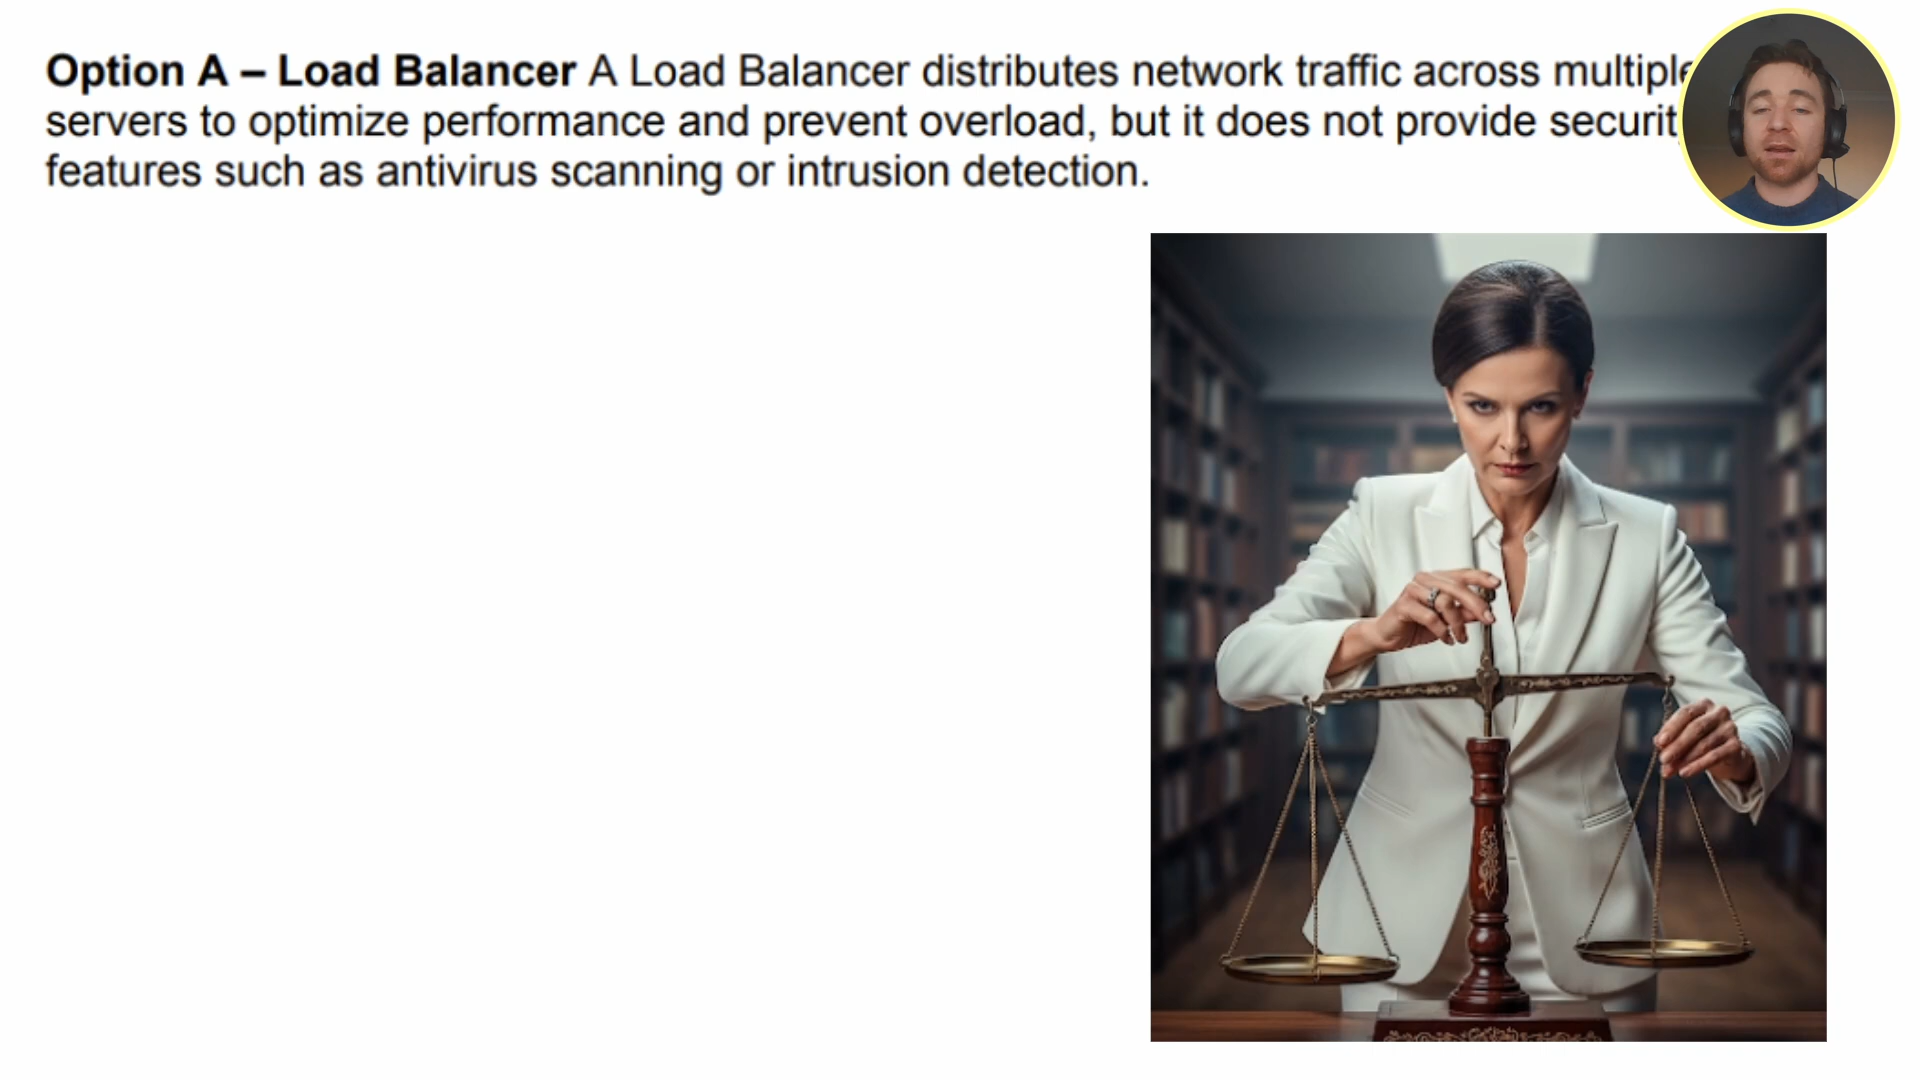 Option A – Load Balancer A Load Balancer distributes network traffic across multiple
servers to optimize performance and prevent overload, but it does not provide securit
features such as antivirus scanning or intrusion detection.